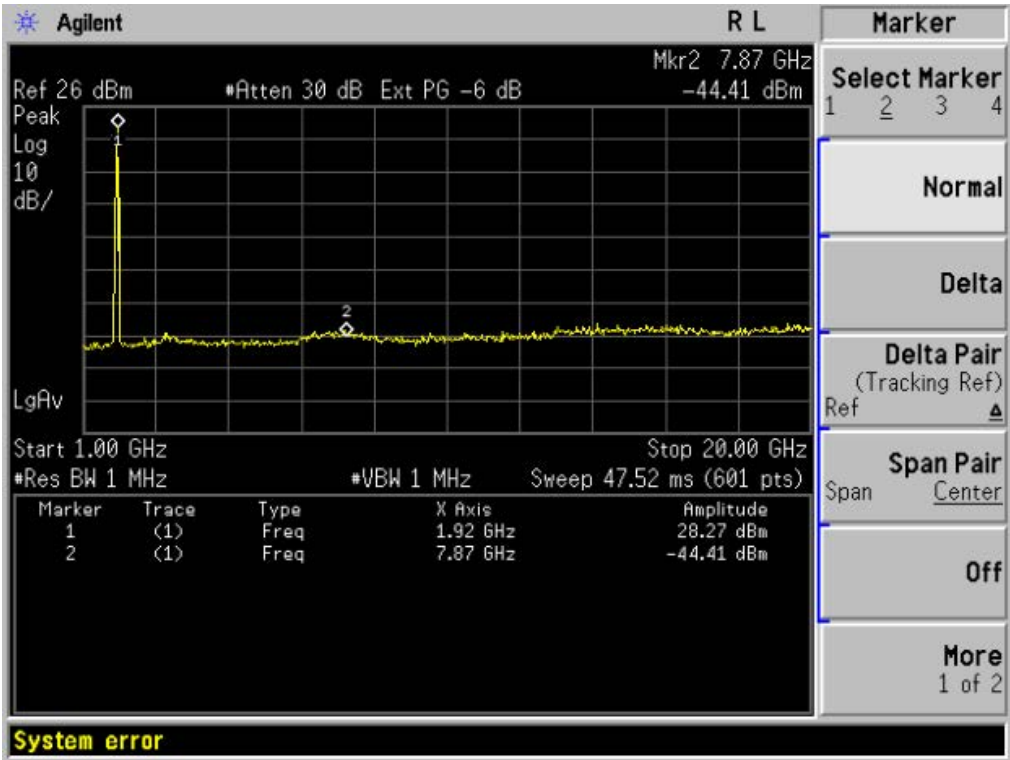 Agilent R L Marker
Mkr2 7.87 GHz
Ref 26 dBm #Atten 30 dB Ext PG -6 dB -44.41 dBm
Peak
Log
10
dB/
1
2
LgAv
Start 1.00 GHz Stop 20.00 GHz
#Res BW 1 MHz #VBW 1 MHz Sweep 47.52 ms (601 pts)
Marker Trace Type X Axis Amplitude
1 (1) Freq 1.92 GHz 28.27 dBm
2 (1) Freq 7.87 GHz -44.41 dBm
Select Marker
1 2 3 4
Normal
Delta
Delta Pair
(Tracking Ref)
Ref Δ
Span Pair
Span Center
Off
More
1 of 2
System error